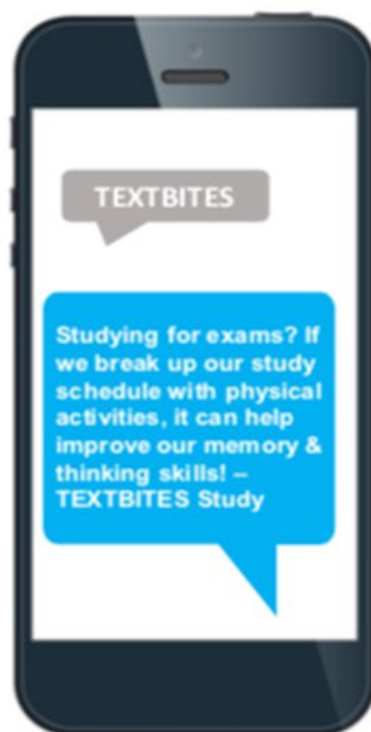 TEXTBITES
Studying for exams? If
we break up our study
schedule with physical
activities, it can help
improve our memory &
thinking skills! –
TEXTBITES Study